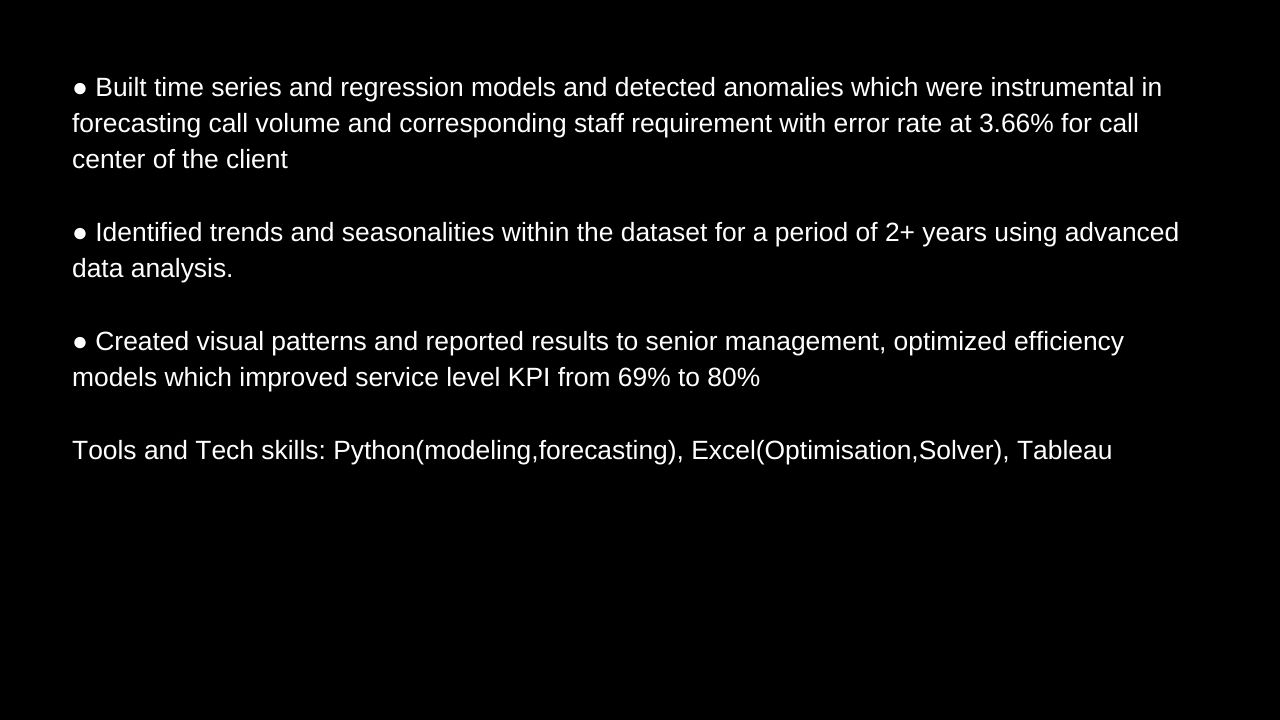 ● Built time series and regression models and detected anomalies which were instrumental in
forecasting call volume and corresponding staff requirement with error rate at 3.66% for call
center of the client
● Identified trends and seasonalities within the dataset for a period of 2+ years using advanced
data analysis.
● Created visual patterns and reported results to senior management, optimized efficiency
models which improved service level KPI from 69% to 80%
Tools and Tech skills: Python(modeling,forecasting), Excel(Optimisation,Solver), Tableau